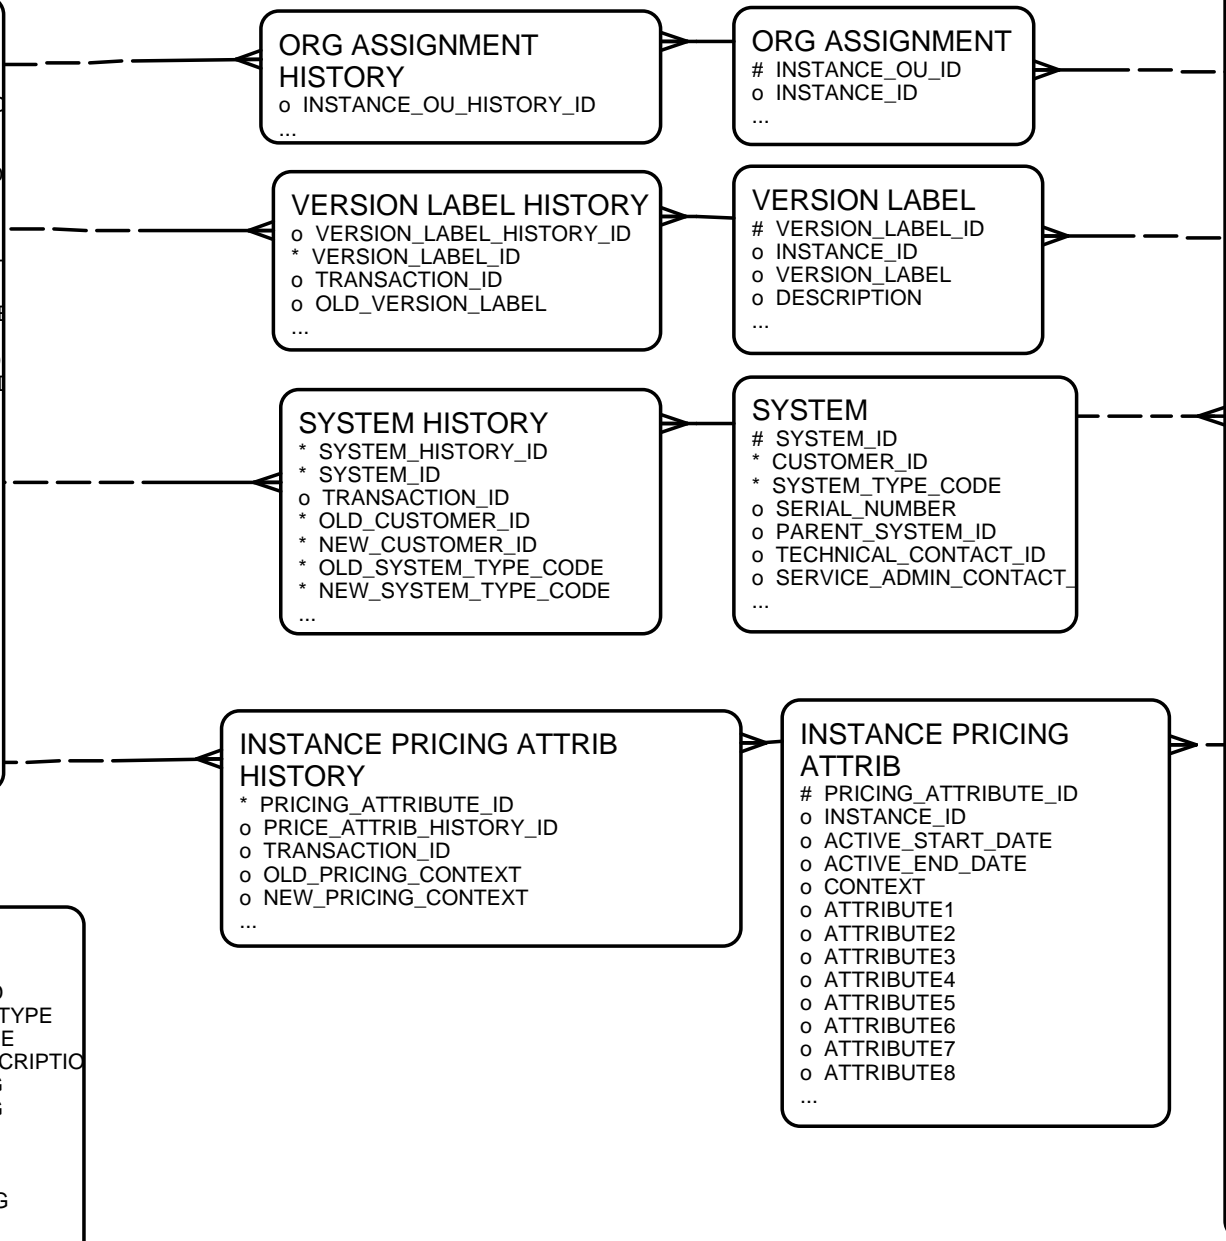 ORG ASSIGNMENT
HISTORY
o INSTANCE_OU_HISTORY_ID
...
ORG ASSIGNMENT
# INSTANCE_OU_ID
o INSTANCE_ID
...
VERSION LABEL HISTORY
o VERSION_LABEL_HISTORY_ID
* VERSION_LABEL_ID
o TRANSACTION_ID
o OLD_VERSION_LABEL
...
VERSION LABEL
# VERSION_LABEL_ID
o INSTANCE_ID
o VERSION_LABEL
o DESCRIPTION
...
SYSTEM HISTORY
* SYSTEM_HISTORY_ID
* SYSTEM_ID
o TRANSACTION_ID
* OLD_CUSTOMER_ID
* NEW_CUSTOMER_ID
* OLD_SYSTEM_TYPE_CODE
* NEW_SYSTEM_TYPE_CODE
...
SYSTEM
# SYSTEM_ID
* CUSTOMER_ID
* SYSTEM_TYPE_CODE
o SERIAL_NUMBER
o PARENT_SYSTEM_ID
o TECHNICAL_CONTACT_ID
o SERVICE_ADMIN_CONTACT_
...
INSTANCE PRICING ATTRIB
HISTORY
* PRICING_ATTRIBUTE_ID
o PRICE_ATTRIB_HISTORY_ID
o TRANSACTION_ID
o OLD_PRICING_CONTEXT
o NEW_PRICING_CONTEXT
...
INSTANCE PRICING
ATTRIB
# PRICING_ATTRIBUTE_ID
o INSTANCE_ID
o ACTIVE_START_DATE
o ACTIVE_END_DATE
o CONTEXT
o ATTRIBUTE1
o ATTRIBUTE2
o ATTRIBUTE3
o ATTRIBUTE4
o ATTRIBUTE5
o ATTRIBUTE6
o ATTRIBUTE7
o ATTRIBUTE8
...
TYPE
E
CRIPTIO